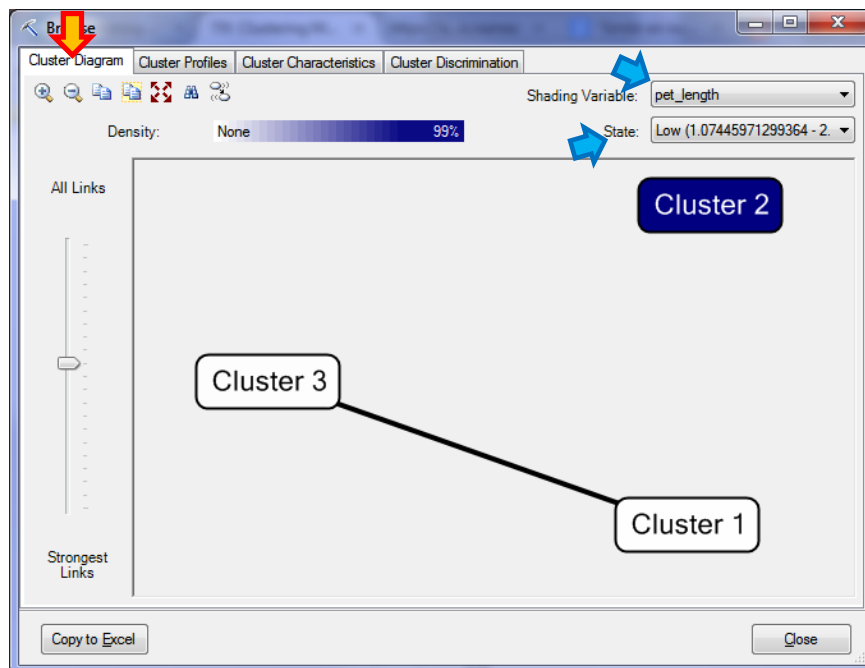 Browse
Cluster Diagram Cluster Profiles Cluster Characteristics Cluster Discrimination
Shading Variable: pet_length
Density: None 99% State: Low (1.07445971299364 - 2.
All Links
Cluster 2
Cluster 3
Cluster 1
Strongest
Links
Copy to Excel Close